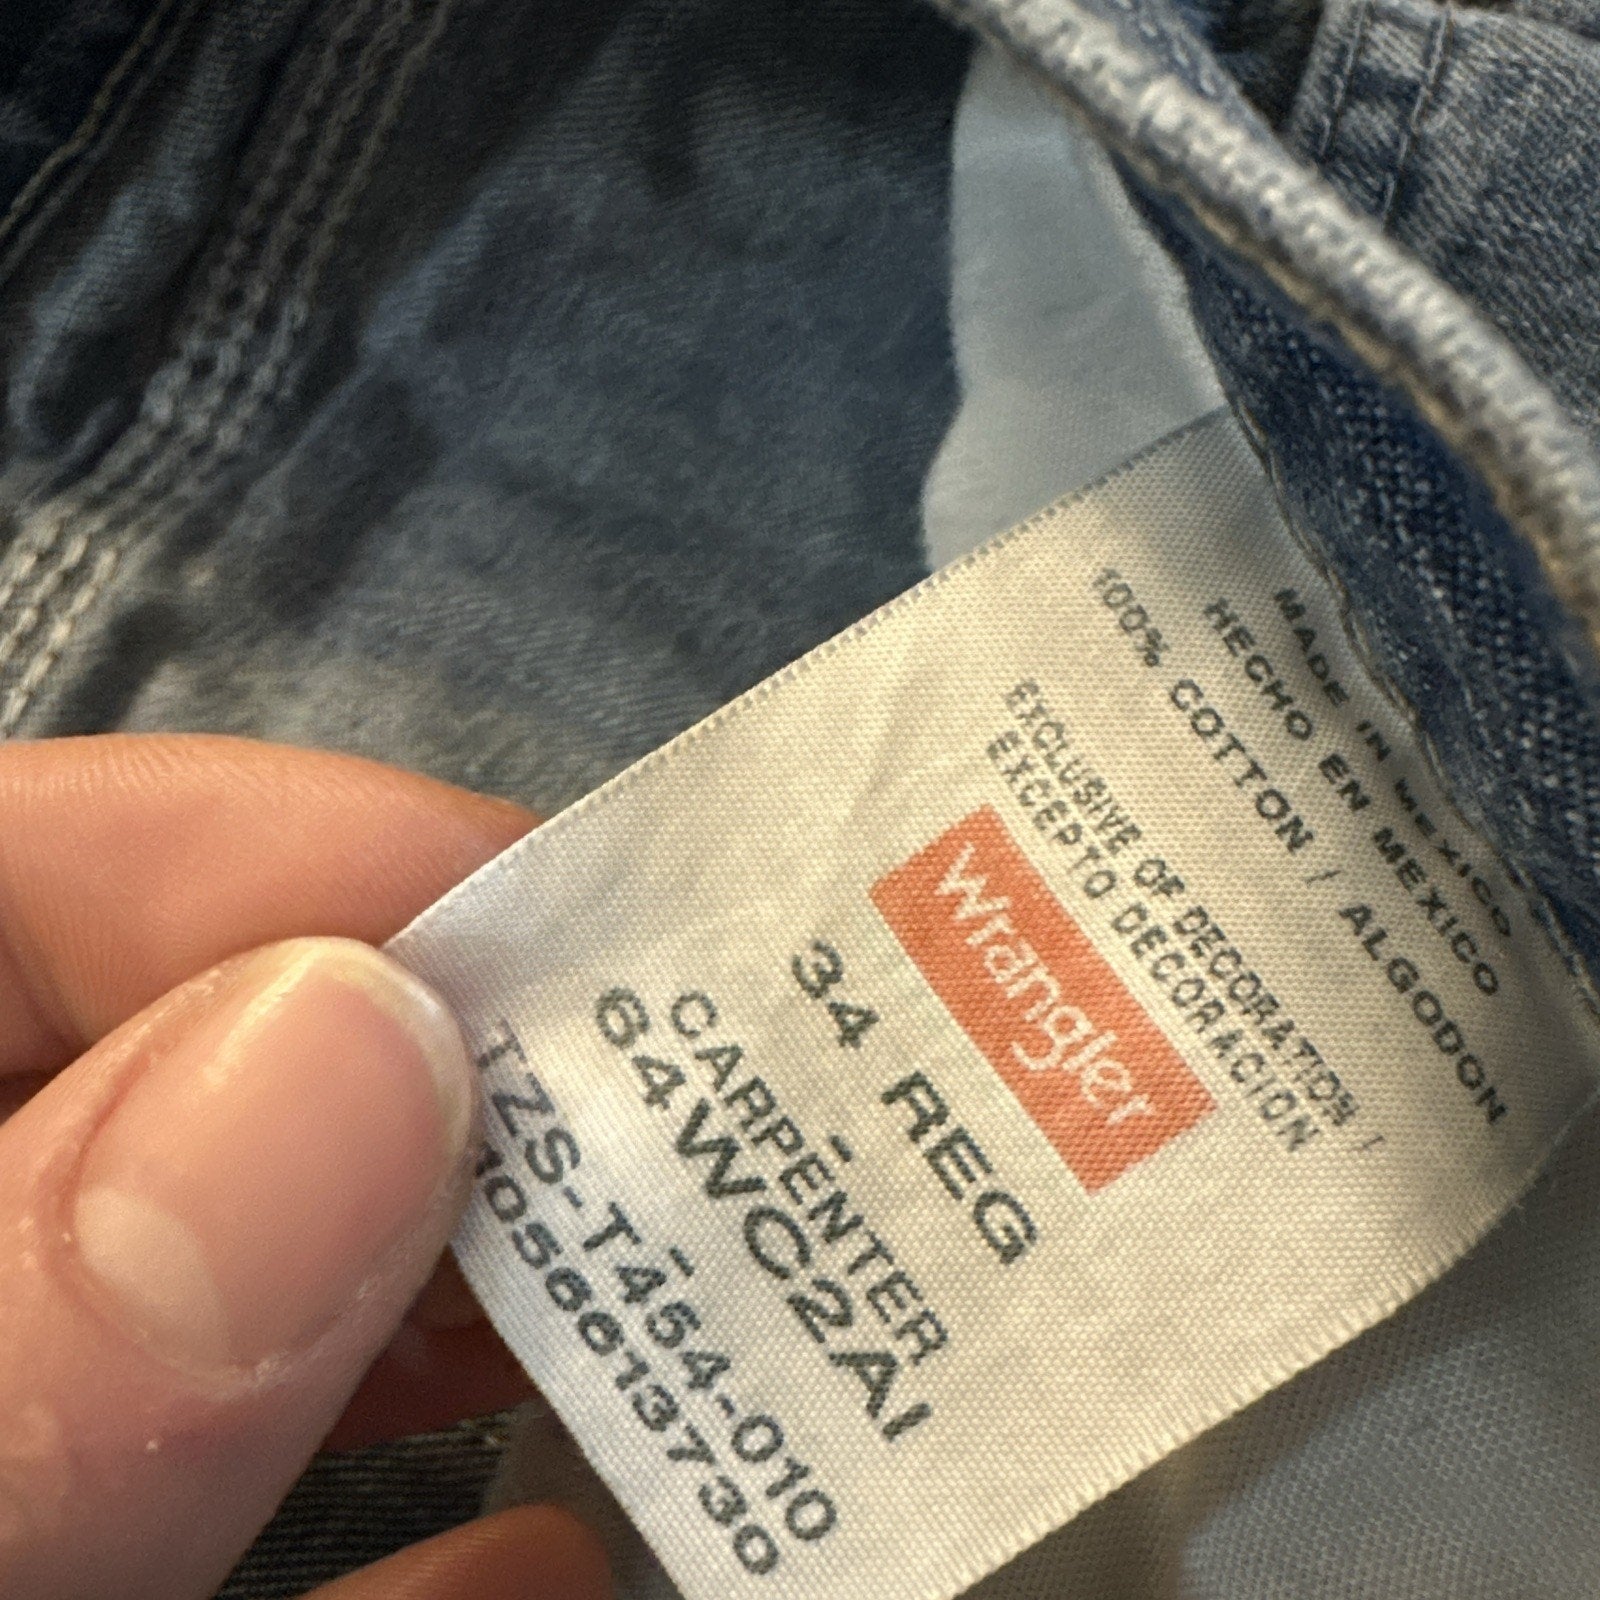 MADE IN MEXICO
HECHO EN MEXICO
100% COTTON / ALGODON
EXCLUSIVE OF DECORATION /
EXCEPTO DECORACION
Wrangler
34 REG
-
CARPENTER
64WC2AI
-
TZS-T454-010
1056613730